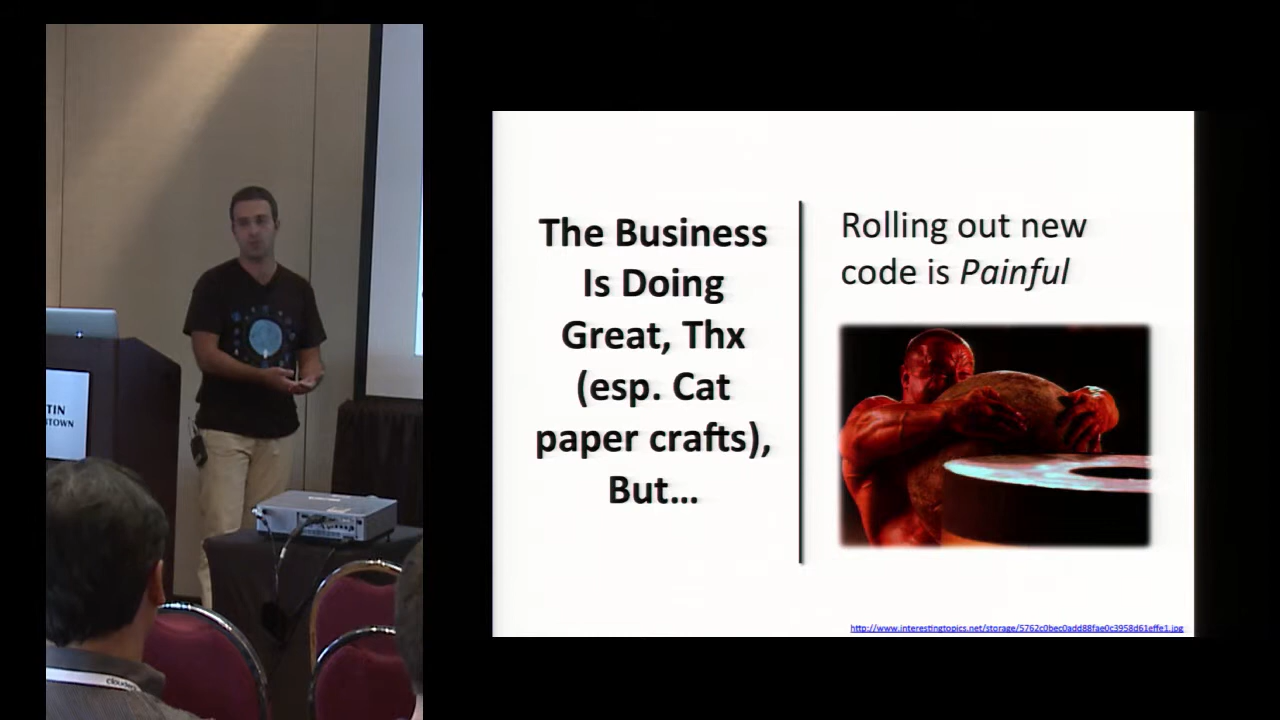 The Business
Is Doing
Great, Thx
(esp. Cat
paper crafts),
But...
Rolling out new
code is Painful
http://www.interestingtopics.net/storage/5762c0bec0add88fae0c3958d61effe1.jpg
TIN
STOWN